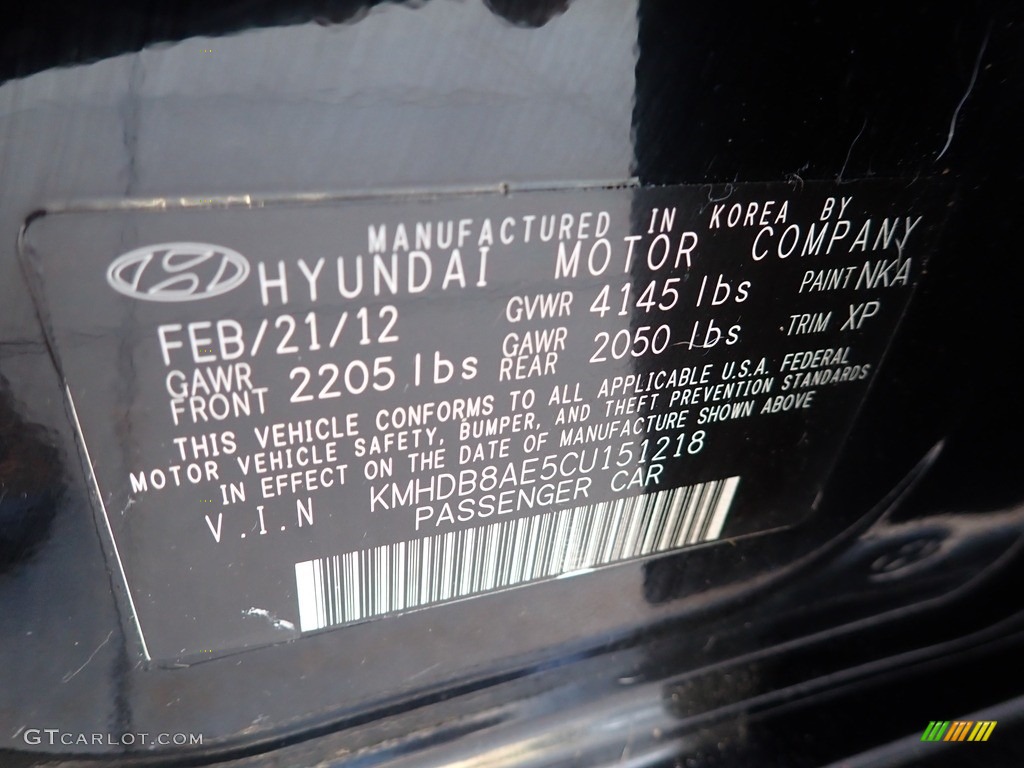 MANUFACTURED IN KOREA BY
HYUNDAI MOTOR COMPANY
FEB/21/12 GVWR 4145 lbs PAINT NKA
GAWR FRONT 2205 lbs GAWR REAR 2050 lbs TRIM XP
THIS VEHICLE CONFORMS TO ALL APPLICABLE U.S.A. FEDERAL
MOTOR VEHICLE SAFETY, BUMPER, AND THEFT PREVENTION STANDARDS
IN EFFECT ON THE DATE OF MANUFACTURE SHOWN ABOVE
V.I.N KMHDB8AE5CU151218
PASSENGER CAR
GTCARLOT.COM